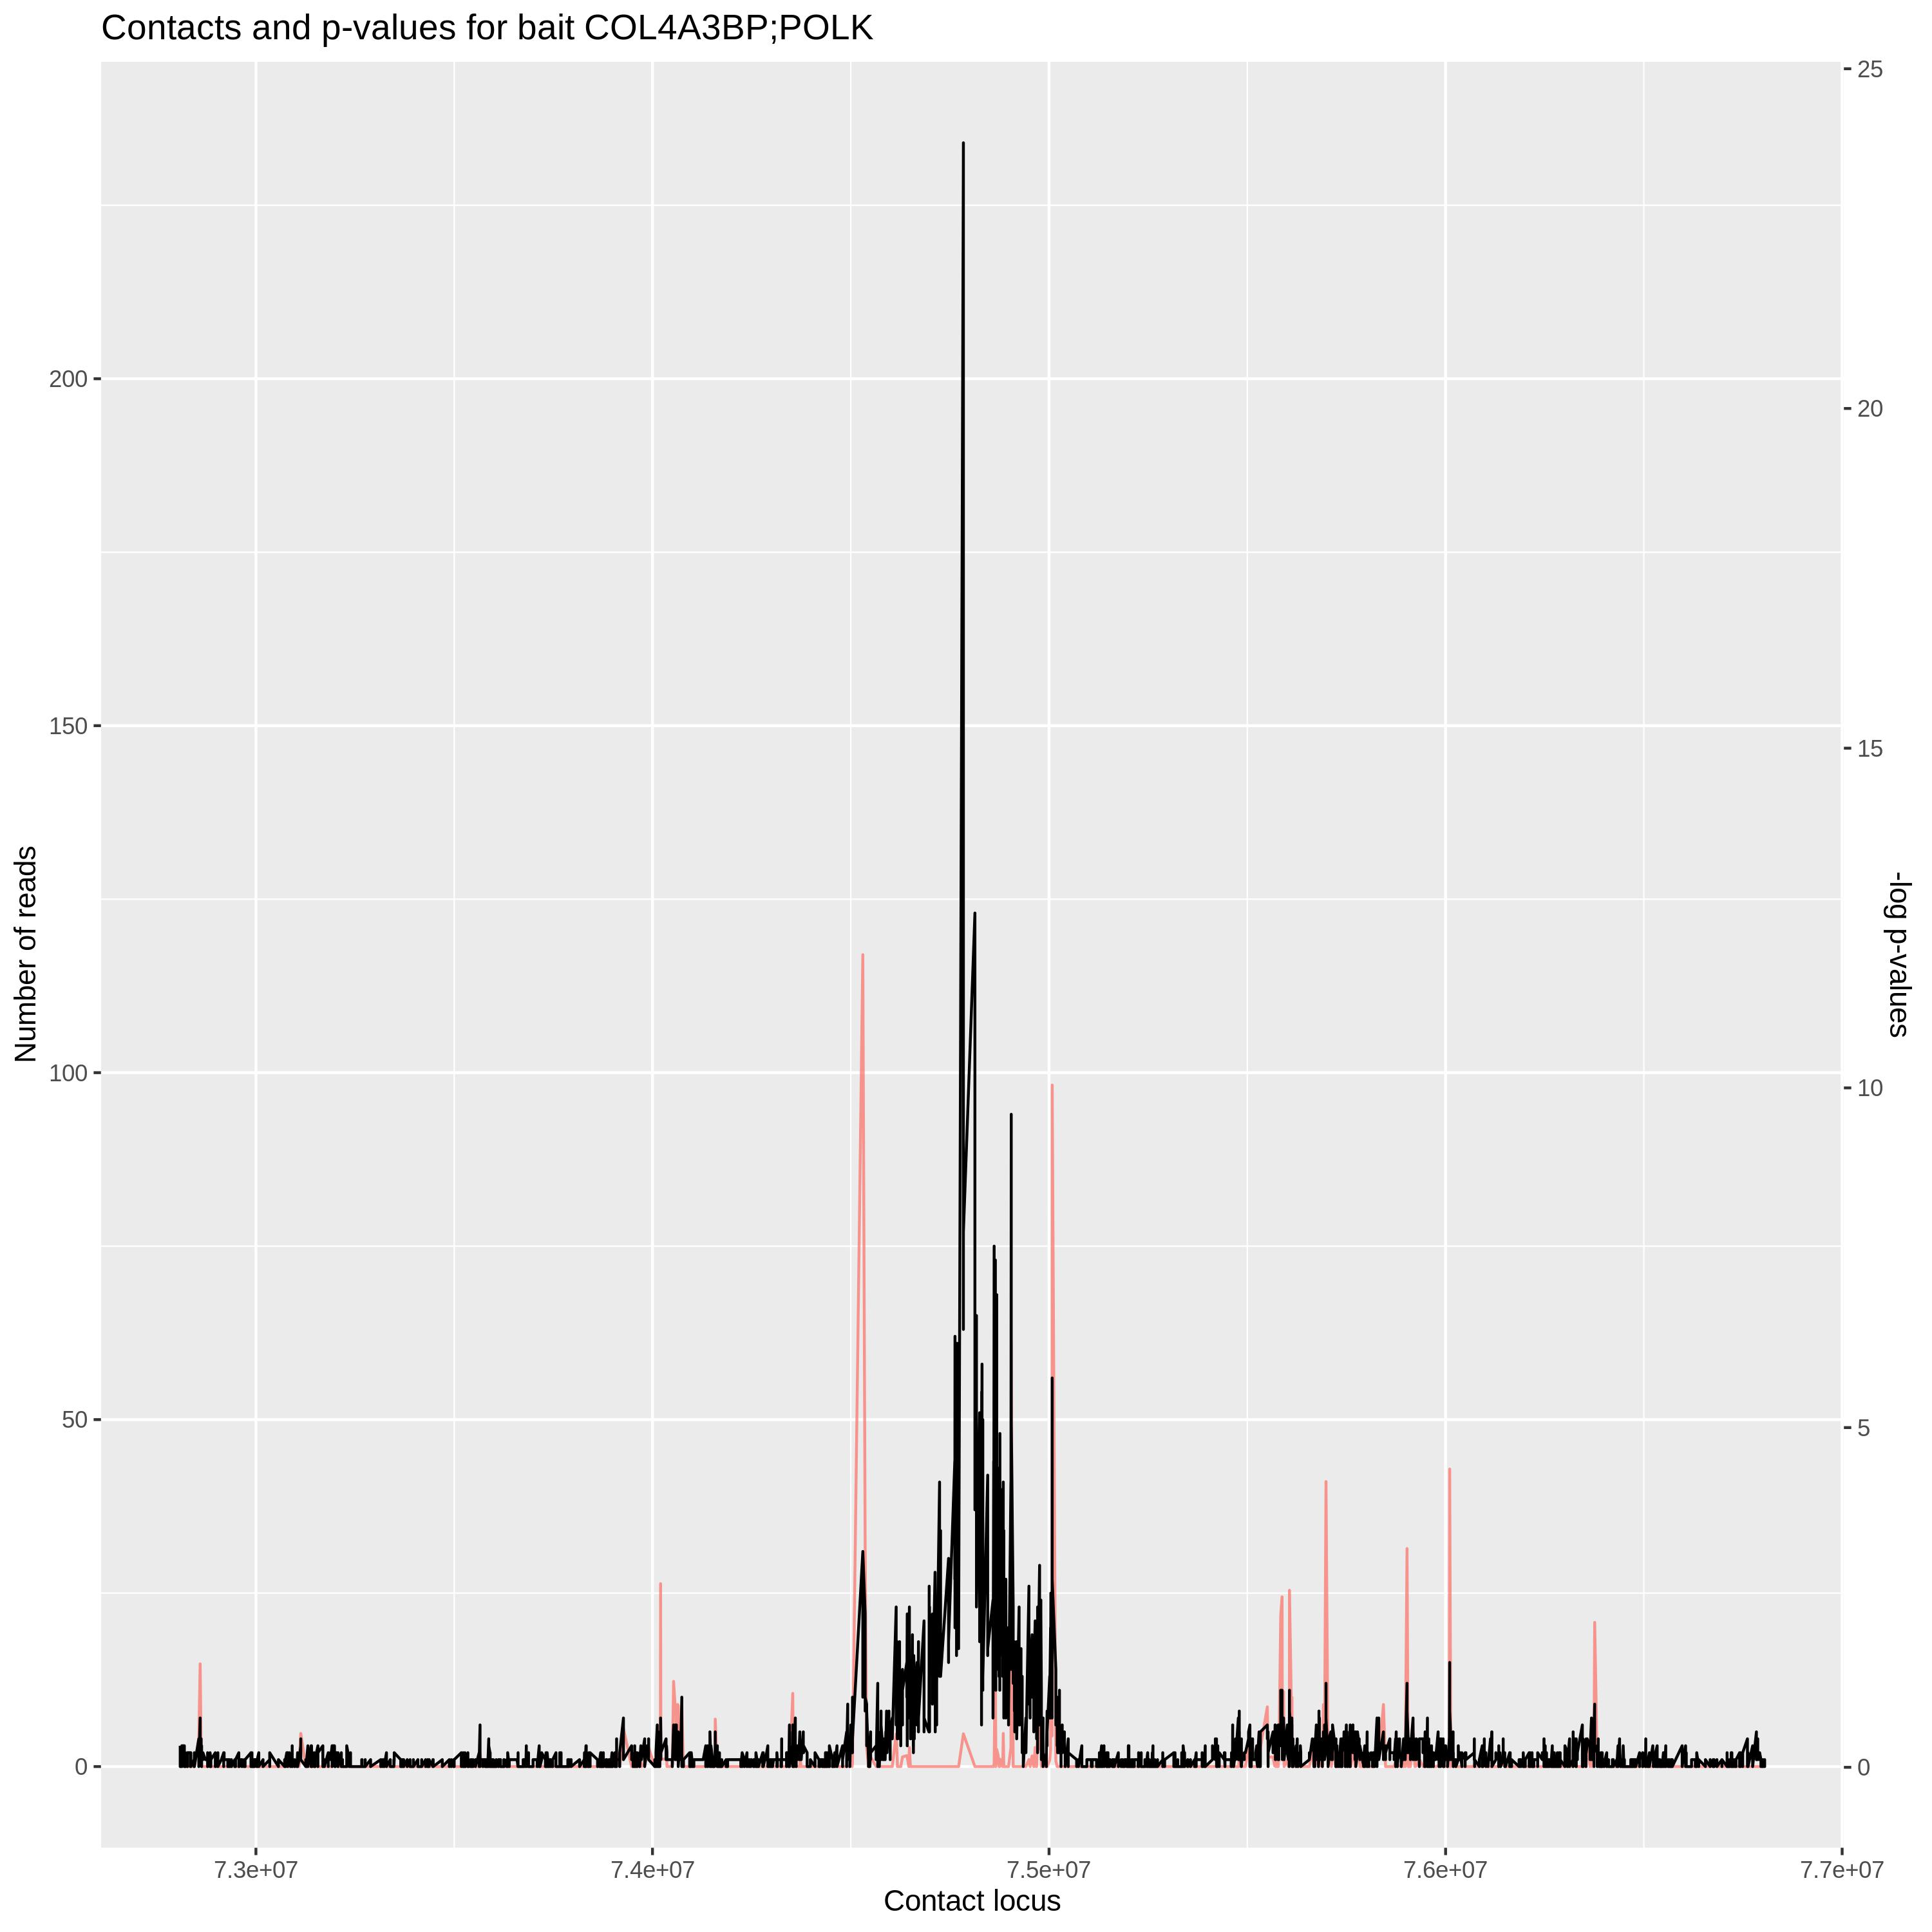 Contacts and p-values for bait COL4A3BP;POLK
25
20
15
10
5
0
-log p-values
200
150
100
50
0
Number of reads
7.3e+07 7.4e+07 7.5e+07 7.6e+07 7.7e+07
Contact locus